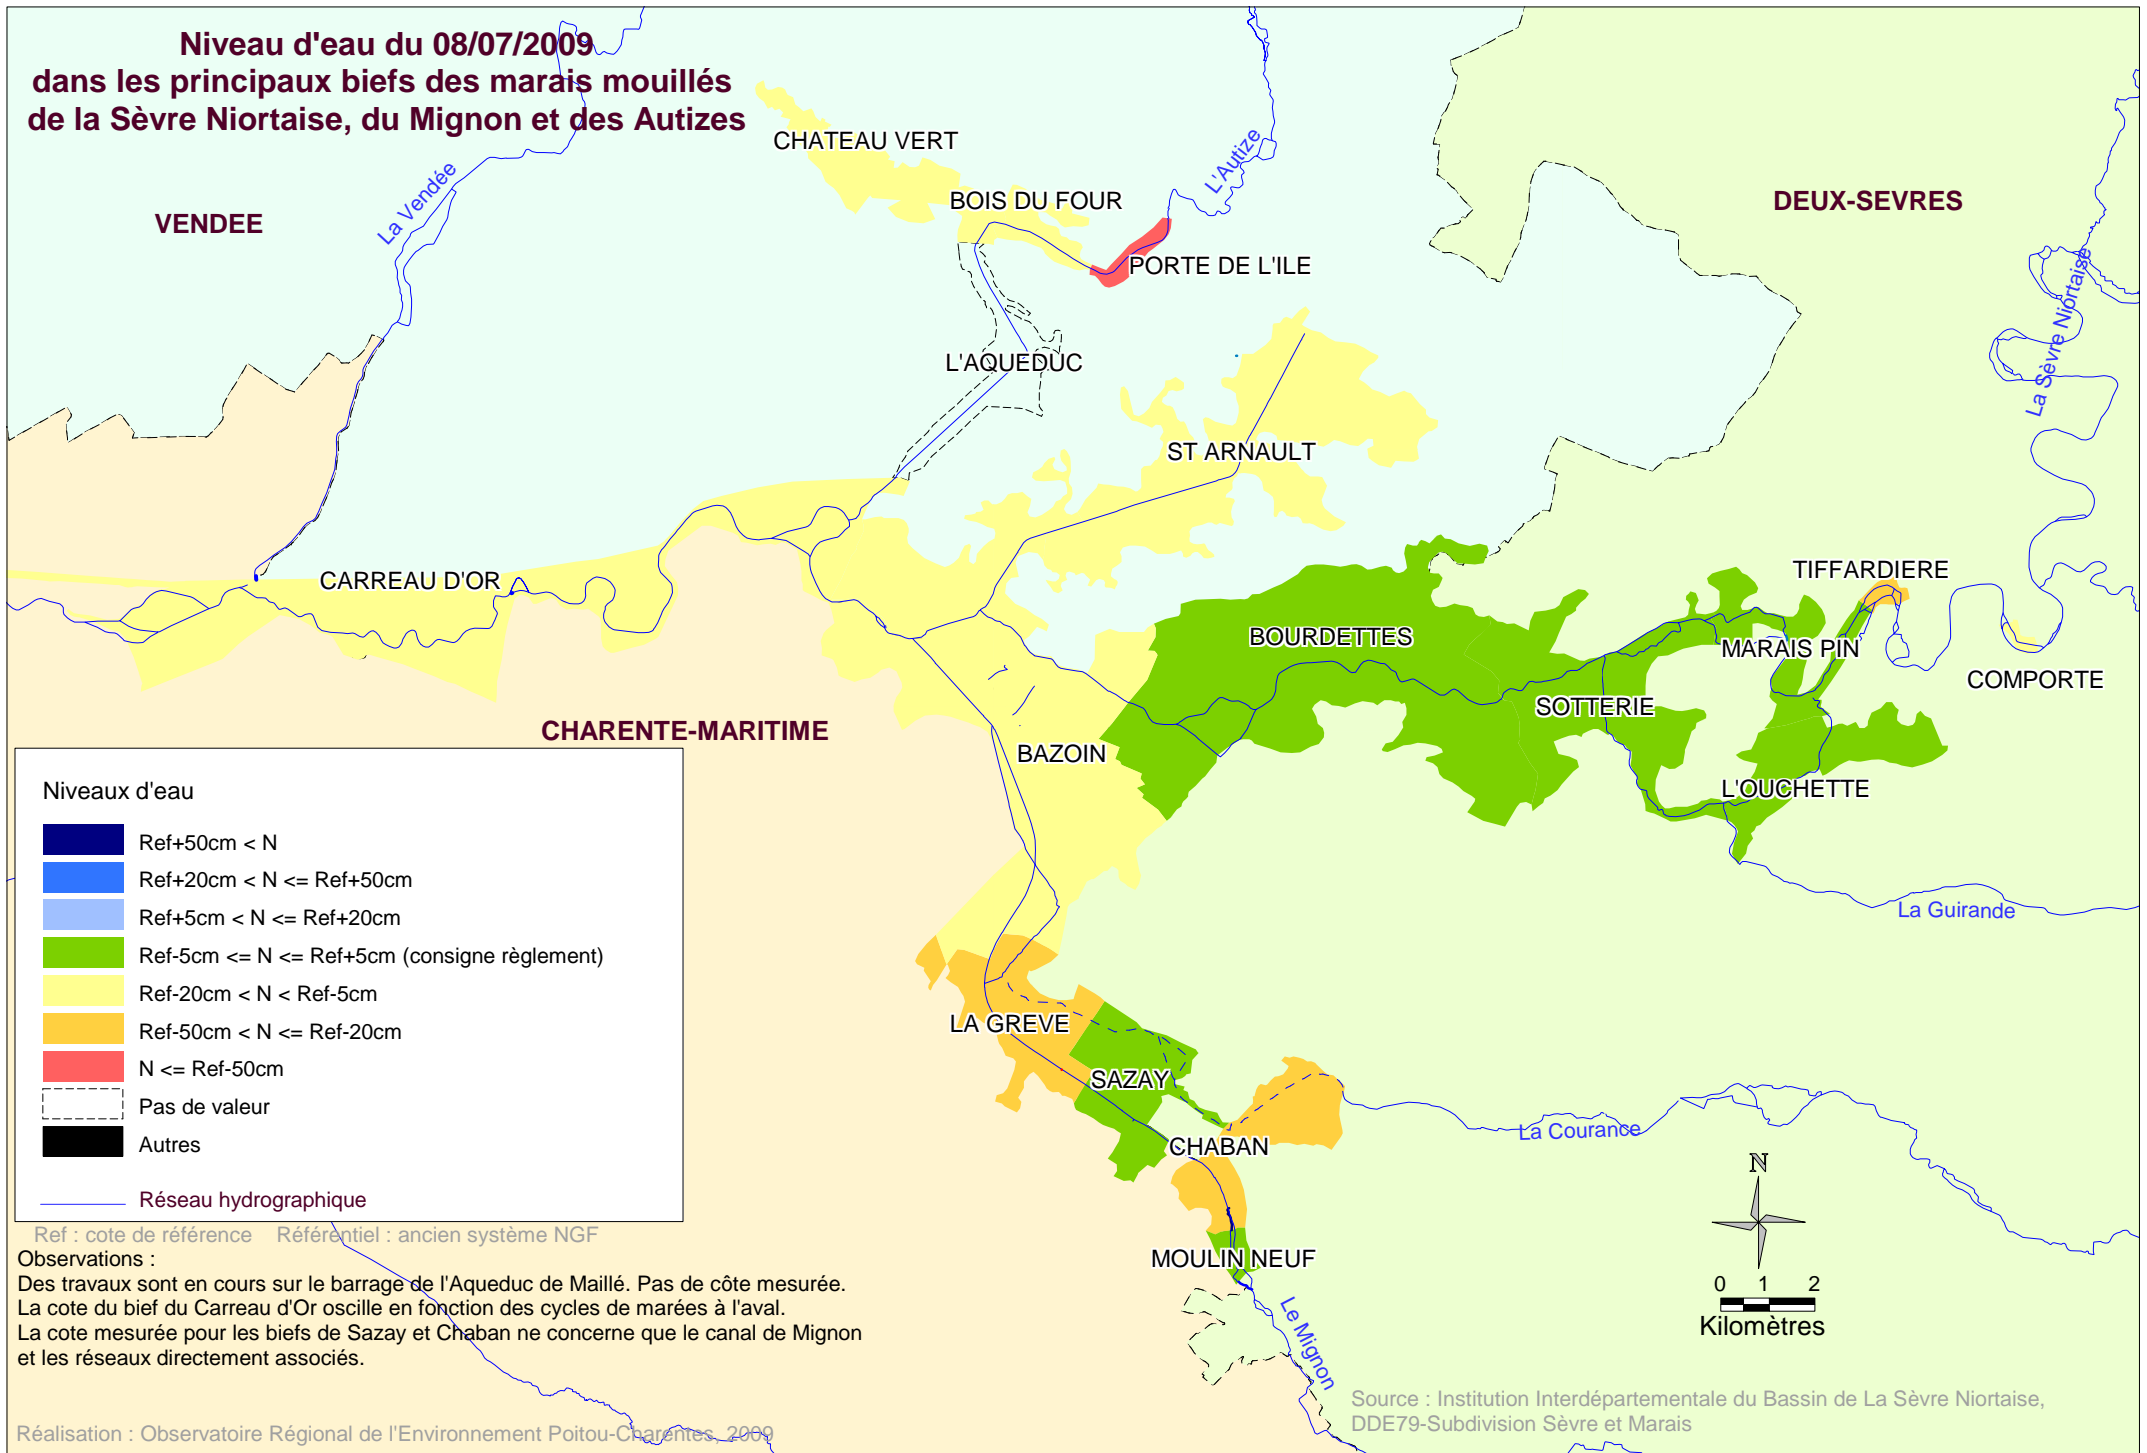 Niveau d'eau du 08/07/2009
dans les principaux biefs des marais mouillés
de la Sèvre Niortaise, du Mignon et des Autizes
CHATEAU VERT
L'Autize
La Vendée
BOIS DU FOUR
DEUX-SEVRES
VENDEE
PORTE DE L'ILE
La Sèvre Niortaise
L'AQUEDUC
ST ARNAULT
TIFFARDIERE
CARREAU D'OR
BOURDETTES
MARAIS PIN
COMPORTE
SOTTERIE
CHARENTE-MARITIME
BAZOIN
L'OUCHETTE
La Guirande
LA GREVE
SAZAY
La Courance
CHABAN
MOULIN NEUF
Le Mignon
Niveaux d'eau
Ref+50cm < N
Ref+20cm < N <= Ref+50cm
Ref+5cm < N <= Ref+20cm
Ref-5cm <= N <= Ref+5cm (consigne règlement)
Ref-20cm < N < Ref-5cm
Ref-50cm < N <= Ref-20cm
N <= Ref-50cm
Pas de valeur
Autres
Réseau hydrographique
Ref : cote de référence Référentiel : ancien système NGF
Observations :
Des travaux sont en cours sur le barrage de l'Aqueduc de Maillé. Pas de côte mesurée.
La cote du bief du Carreau d'Or oscille en fonction des cycles de marées à l'aval.
La cote mesurée pour les biefs de Sazay et Chaban ne concerne que le canal de Mignon
et les réseaux directement associés.
N
0 1 2
Kilomètres
Source : Institution Interdépartementale du Bassin de La Sèvre Niortaise,
DDE79-Subdivision Sèvre et Marais
Réalisation : Observatoire Régional de l'Environnement Poitou-Charentes, 2009